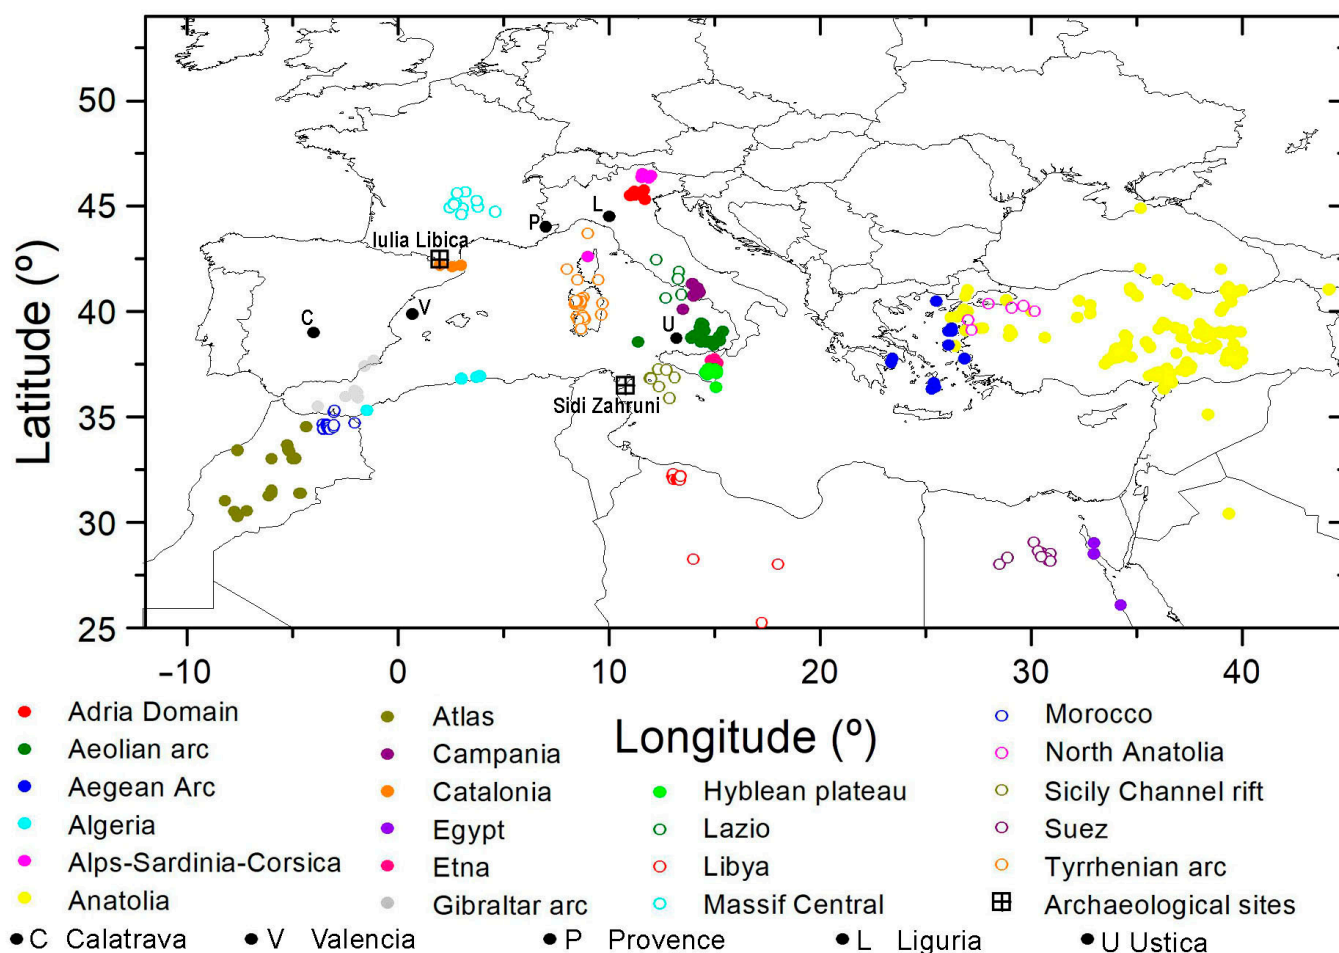 50
45
40
35
30
25
Latitude (º)
P
L
Iulia Libica
V
C
U
Sidi Zahruni
−10
0
10
20
30
40
Longitude (º)
Adria Domain
Aeolian arc
Aegean Arc
Algeria
Alps-Sardinia-Corsica
Anatolia
Atlas
Campania
Catalonia
Egypt
Etna
Gibraltar arc
Hyblean plateau
Lazio
Libya
Massif Central
Morocco
North Anatolia
Sicily Channel rift
Suez
Tyrrhenian arc
Archaeological sites
C Calatrava
V Valencia
P Provence
L Liguria
U Ustica